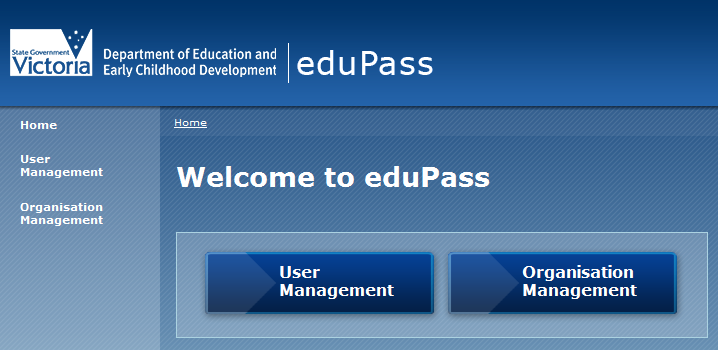 State Government
Victoria
Department of Education and
Early Childhood Development
eduPass
Home
User
Management
Organisation
Management
Home
Welcome to eduPass
User
Management
Organisation
Management